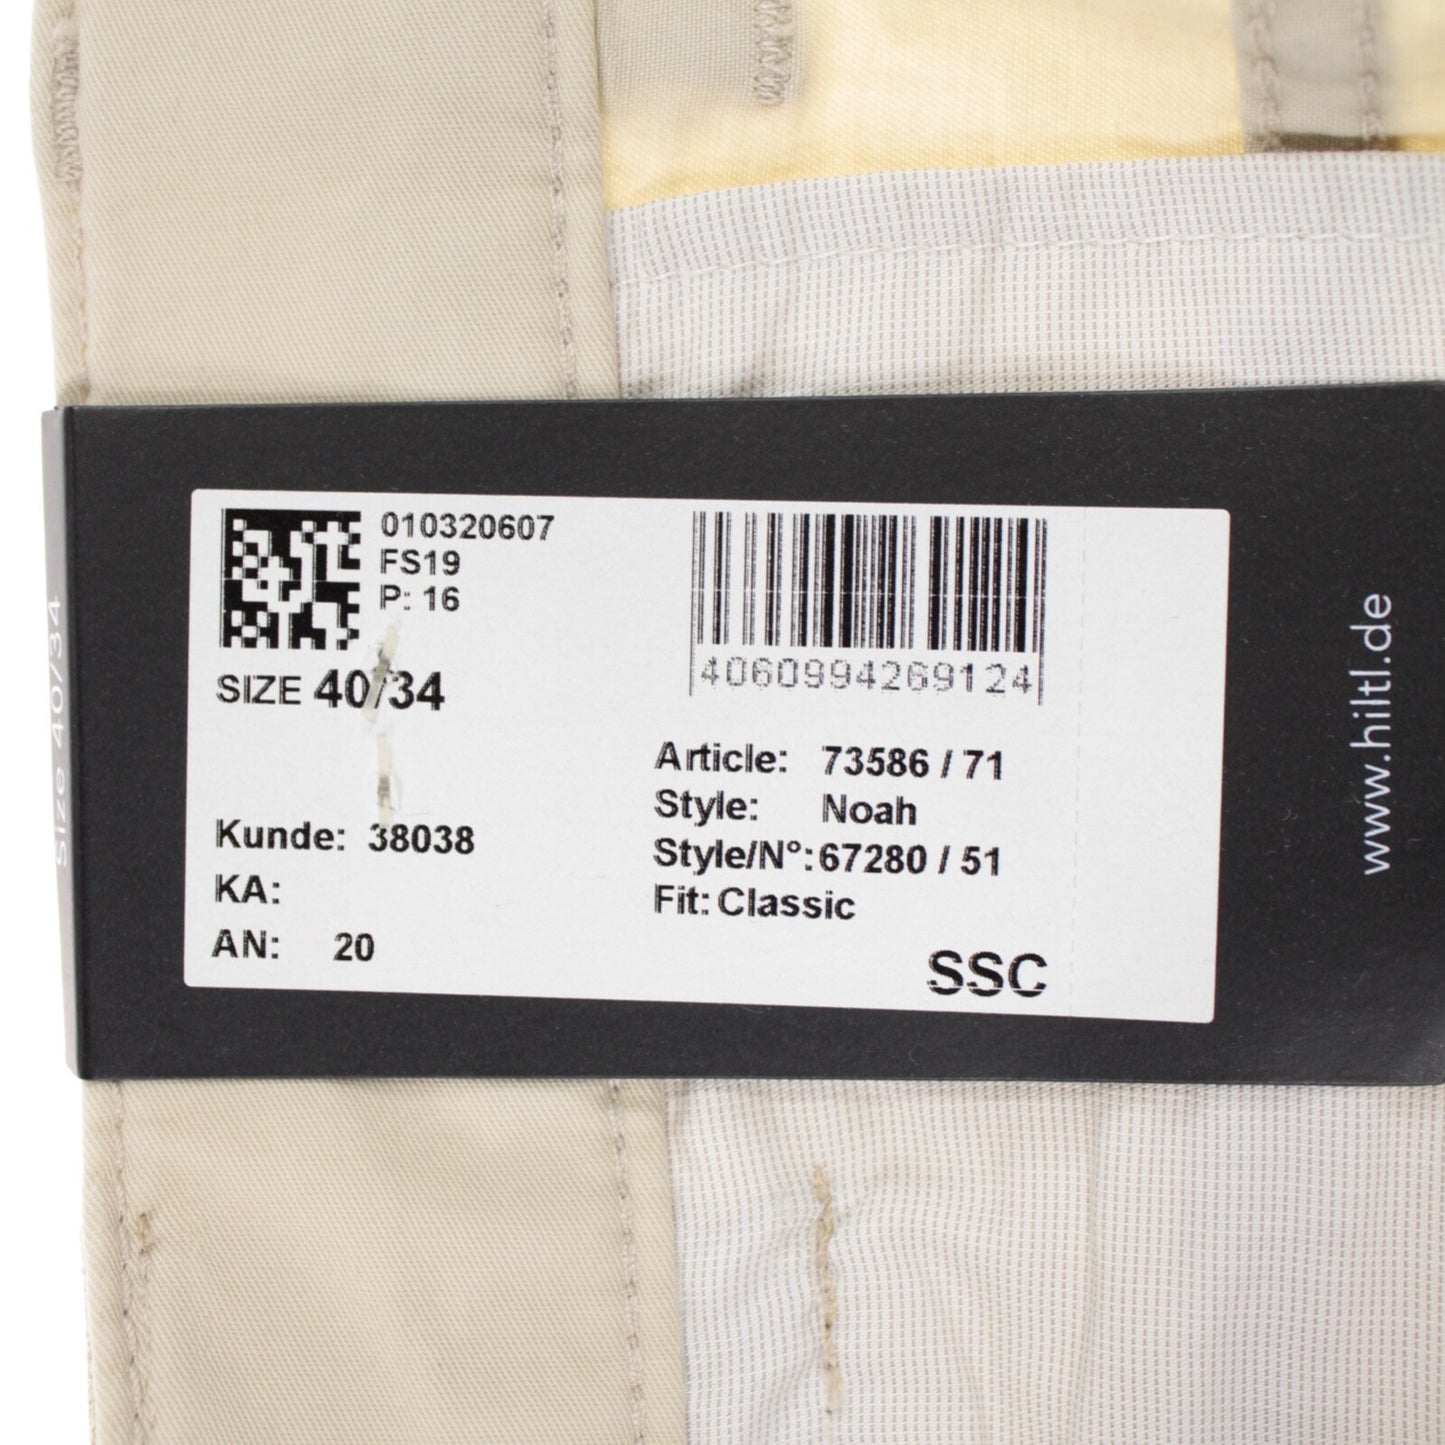 010320607
FS19
P: 16
SIZE 40/34
4060994269124
Article: 73586 / 71
Style: Noah
Style/N°: 67280 / 51
Fit: Classic
Kunde: 38038
KA:
AN: 20
SSC
www.hiltl.de
Size 40/34